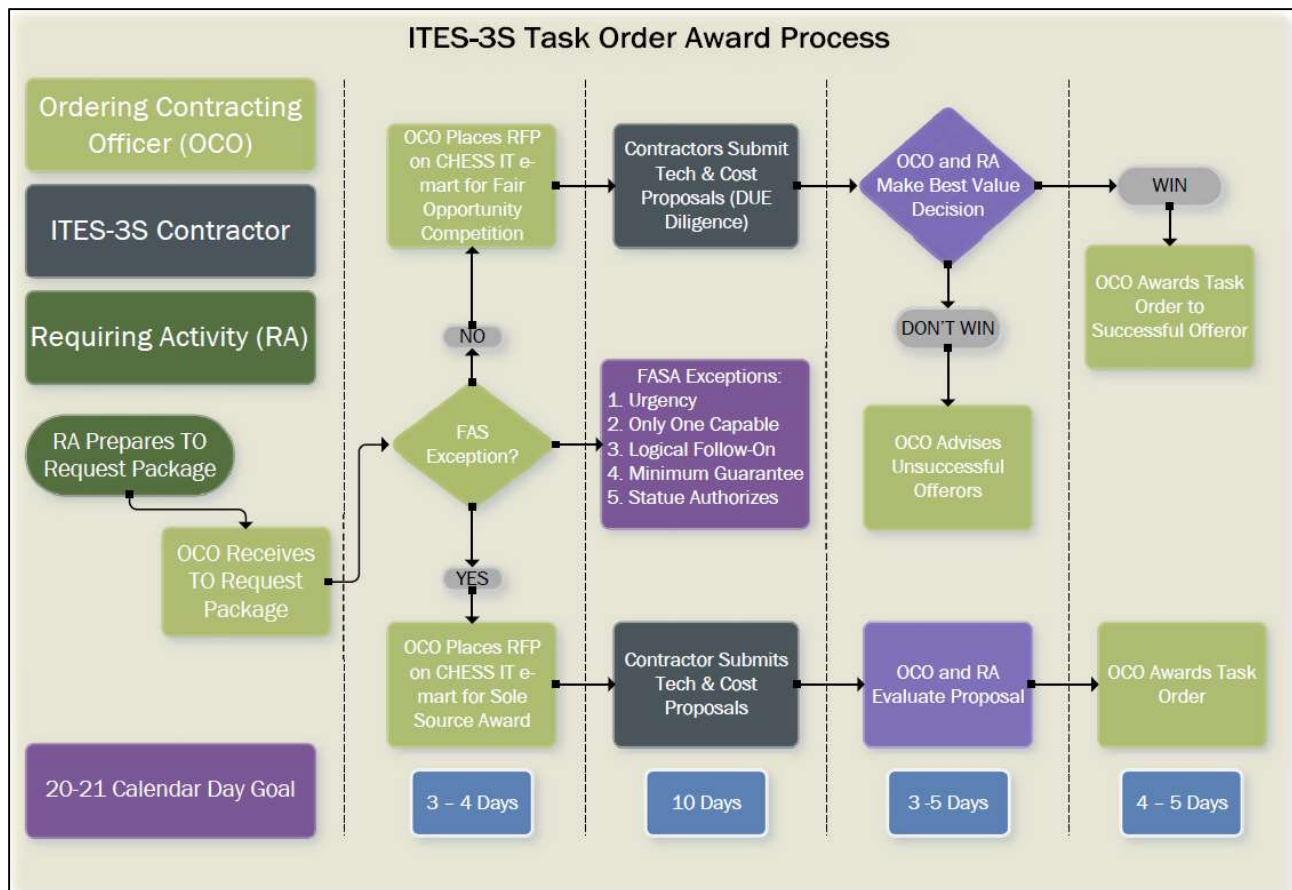 ITES-3S Task Order Award Process
Ordering Contracting
Officer (OCO)
ITES-3S Contractor
Requiring Activity (RA)
RA Prepares TO
Request Package
OCO Receives
TO Request
Package
20-21 Calendar Day Goal
OCO Places RFP
on CHESS IT e-
mart for Fair
Opportunity
Competition
NO
FAS
Exception?
YES
OCO Places RFP
on CHESS IT e-
mart for Sole
Source Award
3 – 4 Days
Contractors Submit
Tech & Cost
Proposals (DUE
Diligence)
FASA Exceptions:
1. Urgency
2. Only One Capable
3. Logical Follow-On
4. Minimum Guarantee
5. Statue Authorizes
Contractor Submits
Tech & Cost
Proposals
10 Days
OCO and RA
Make Best Value
Decision
DON'T WIN
OCO Advises
Unsuccessful
Offerors
OCO and RA
Evaluate Proposal
3 -5 Days
WIN
OCO Awards Task
Order to
Successful Offeror
OCO Awards Task
Order
4 – 5 Days